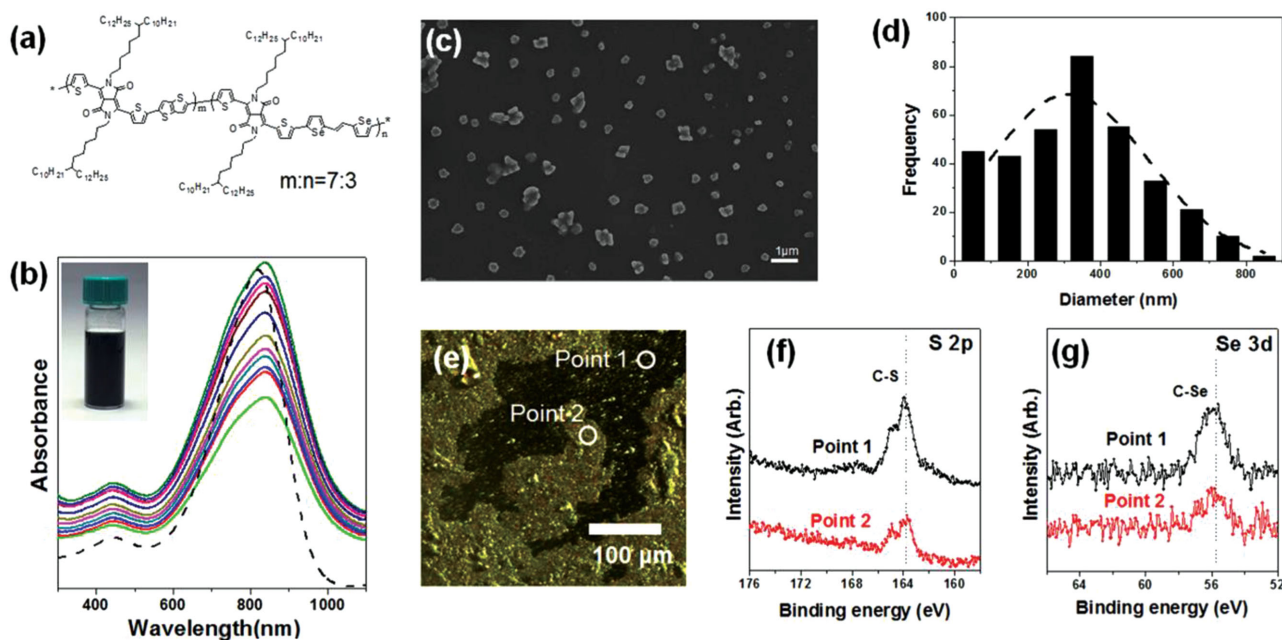 (a)
C12H25 C10H21
C12H25 C10H21
* S O N S S S m S O N S Se Se n *
N O
N O
C10H21 C12H25
C10H21 C12H25
m:n=7:3
(b)
Absorbance
400 600 800 1000
Wavelength(nm)
(c)
1μm
(d)
Frequency
100
80
60
40
20
0
0 200 400 600 800
Diameter (nm)
(e)
Point 1
Point 2
100 μm
(f)
S 2p
C-S
Point 1
Point 2
Intensity (Arb.)
176 172 168 164 160
Binding energy (eV)
(g)
Se 3d
C-Se
Point 1
Point 2
Intensity (Arb.)
64 60 56 52
Binding energy (eV)